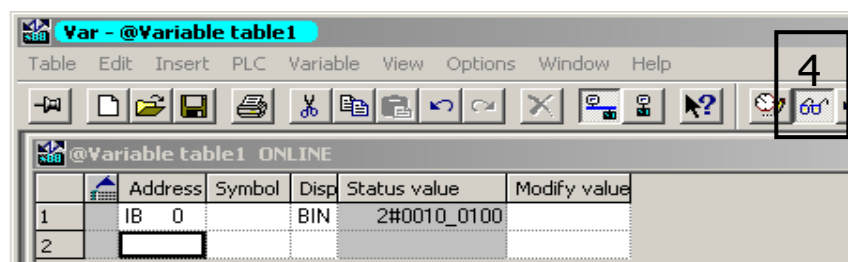 Var - @Variable table1
Table Edit Insert PLC Variable View Options Window Help
4
@Variable table1 ONLINE
Address Symbol Disp Status value Modify value
1 IB 0 BIN 2#0010_0100
2